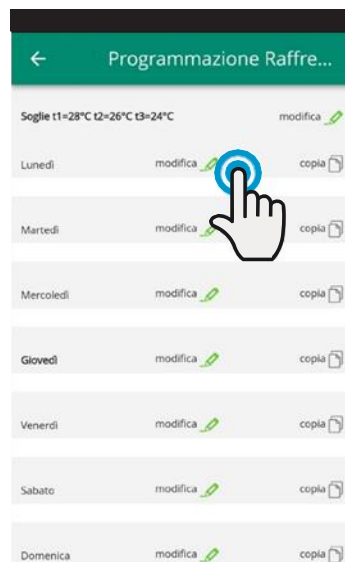 Programmazione Raffre...
Soglie t1=28°C t2=26°C t3=24°C modifica
Lunedì modifica copia
Martedì modifica copia
Mercoledì modifica copia
Giovedì modifica copia
Venerdì modifica copia
Sabato modifica copia
Domenica modifica copia